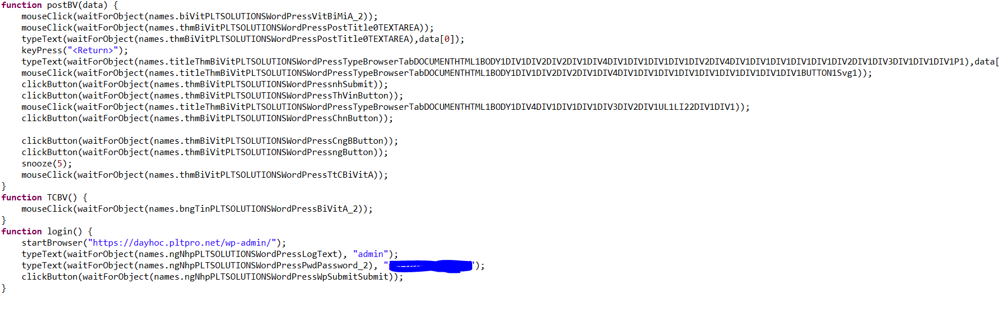 function postBV(data) {
    mouseClick(waitForObject(names.biVitPLTSOLUTIONSWordPressVitBiMiA_2));
    mouseClick(waitForObject(names.thmBiVitPLTSOLUTIONSWordPressPostTitle0TEXTAREA));
    typeText(waitForObject(names.thmBiVitPLTSOLUTIONSWordPressPostTitle0TEXTAREA),data[0]);
    keyPress("<Return>");
    typeText(waitForObject(names.titleThmBiVitPLTSOLUTIONSWordPressTypeBrowserTabDOCUMENTHTML1BODY1DIV1DIV2DIV2DIV1DIV4DIV1DIV1DIV1DIV1DIV2DIV4DIV1DIV1DIV1DIV1DIV1DIV2DIV1DIV3DIV1DIV1DIV1P1),data[
    mouseClick(waitForObject(names.titleThmBiVitPLTSOLUTIONSWordPressTypeBrowserTabDOCUMENTHTML1BODY1DIV1DIV2DIV2DIV1DIV4DIV1DIV1DIV1DIV1DIV1DIV1DIV1DIV1DIV1BUTTON1Svg1));
    clickButton(waitForObject(names.thmBiVitPLTSOLUTIONSWordPressnhSubmit));
    clickButton(waitForObject(names.thmBiVitPLTSOLUTIONSWordPressThVinButton));
    mouseClick(waitForObject(names.titleThmBiVitPLTSOLUTIONSWordPressTypeBrowserTabDOCUMENTHTML1BODY1DIV4DIV1DIV1DIV1DIV3DIV2DIV1UL1LI22DIV1DIV1));
    clickButton(waitForObject(names.thmBiVitPLTSOLUTIONSWordPressChnButton));
    clickButton(waitForObject(names.thmBiVitPLTSOLUTIONSWordPressCngBButton));
    clickButton(waitForObject(names.thmBiVitPLTSOLUTIONSWordPressngButton));
    snooze(5);
    mouseClick(waitForObject(names.thmBiVitPLTSOLUTIONSWordPressTtCBiVitA));
}
function TCBV() {
    mouseClick(waitForObject(names.bngTinPLTSOLUTIONSWordPressBiVitA_2));
}
function login() {
    startBrowser("https://dayhoc.pltpro.net/wp-admin/");
    typeText(waitForObject(names.ngNhpPLTSOLUTIONSWordPressLogText), "admin");
    typeText(waitForObject(names.ngNhpPLTSOLUTIONSWordPressPwdPassword_2), "");
    clickButton(waitForObject(names.ngNhpPLTSOLUTIONSWordPressWpSubmitSubmit));
}